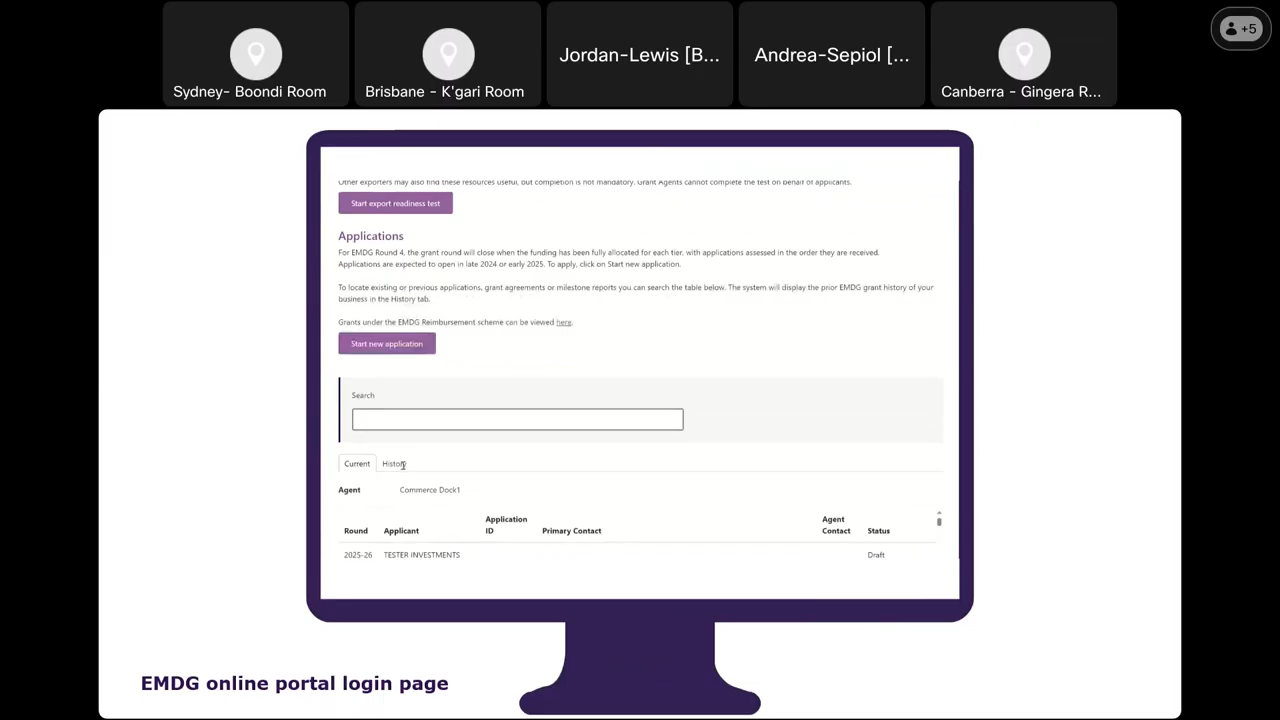 +5
Sydney- Boondi Room
Brisbane - K'gari Room
Jordan-Lewis [B...
Andrea-Sepiol [...
Canberra - Gingera R...
Other exporters may also find these resources useful, but completion is not mandatory. Grant Agents cannot complete the test on behalf of applicants.
Start export readiness test
Applications
For EMDG Round 4, the grant round will close when the funding has been fully allocated for each tier, with applications assessed in the order they are received.
Applications are expected to open in late 2024 or early 2025. To apply, click on Start new application.
To locate existing or previous applications, grant agreements or milestone reports you can search the table below. The system will display the prior EMDG grant history of your
business in the History tab.
Grants under the EMDG Reimbursement scheme can be viewed here.
Start new application
Search
Current History
Agent Commerce Dock1
Round Applicant Application ID Primary Contact Agent Contact Status
2025-26 TESTER INVESTMENTS Draft
EMDG online portal login page